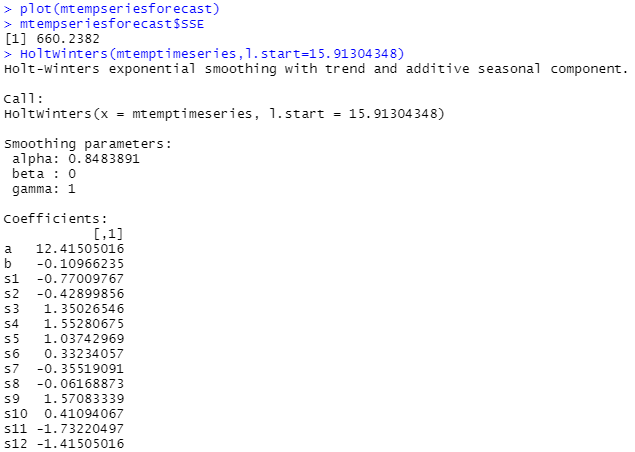 > plot(mtempseriesforecast)
> mtempseriesforecast$SSE
[1] 660.2382
> HoltWinters(mtemptimeseries,l.start=15.91304348)
Holt-Winters exponential smoothing with trend and additive seasonal component.
Call:
HoltWinters(x = mtemptimeseries, l.start = 15.91304348)
Smoothing parameters:
alpha: 0.8483891
beta : 0
gamma: 1
Coefficients:
[,1]
a 12.41505016
b -0.10966235
s1 -0.77009767
s2 -0.42899856
s3 1.35026546
s4 1.55280675
s5 1.03742969
s6 0.33234057
s7 -0.35519091
s8 -0.06168873
s9 1.57083339
s10 0.41094067
s11 -1.73220497
s12 -1.41505016